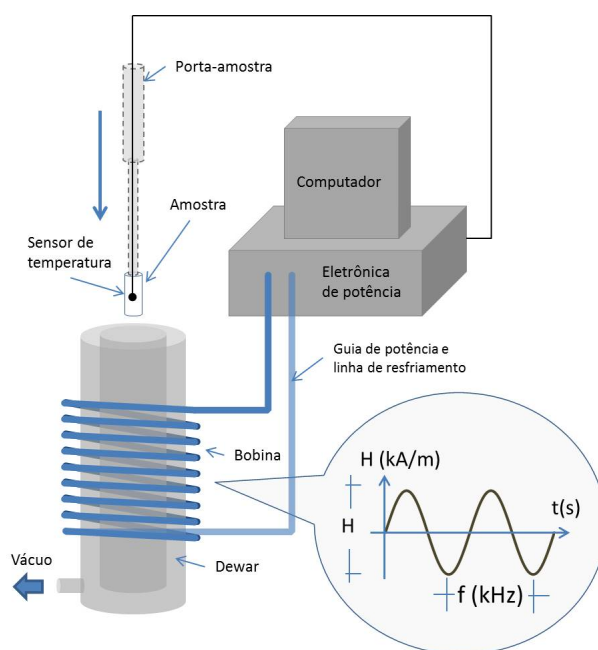 Porta-amostra
Computador
Amostra
Sensor de
temperatura
Eletrônica
de potência
Guia de potência e
linha de resfriamento
Bobina
H (kA/m)
t(s)
H
f (kHz)
Vácuo
Dewar